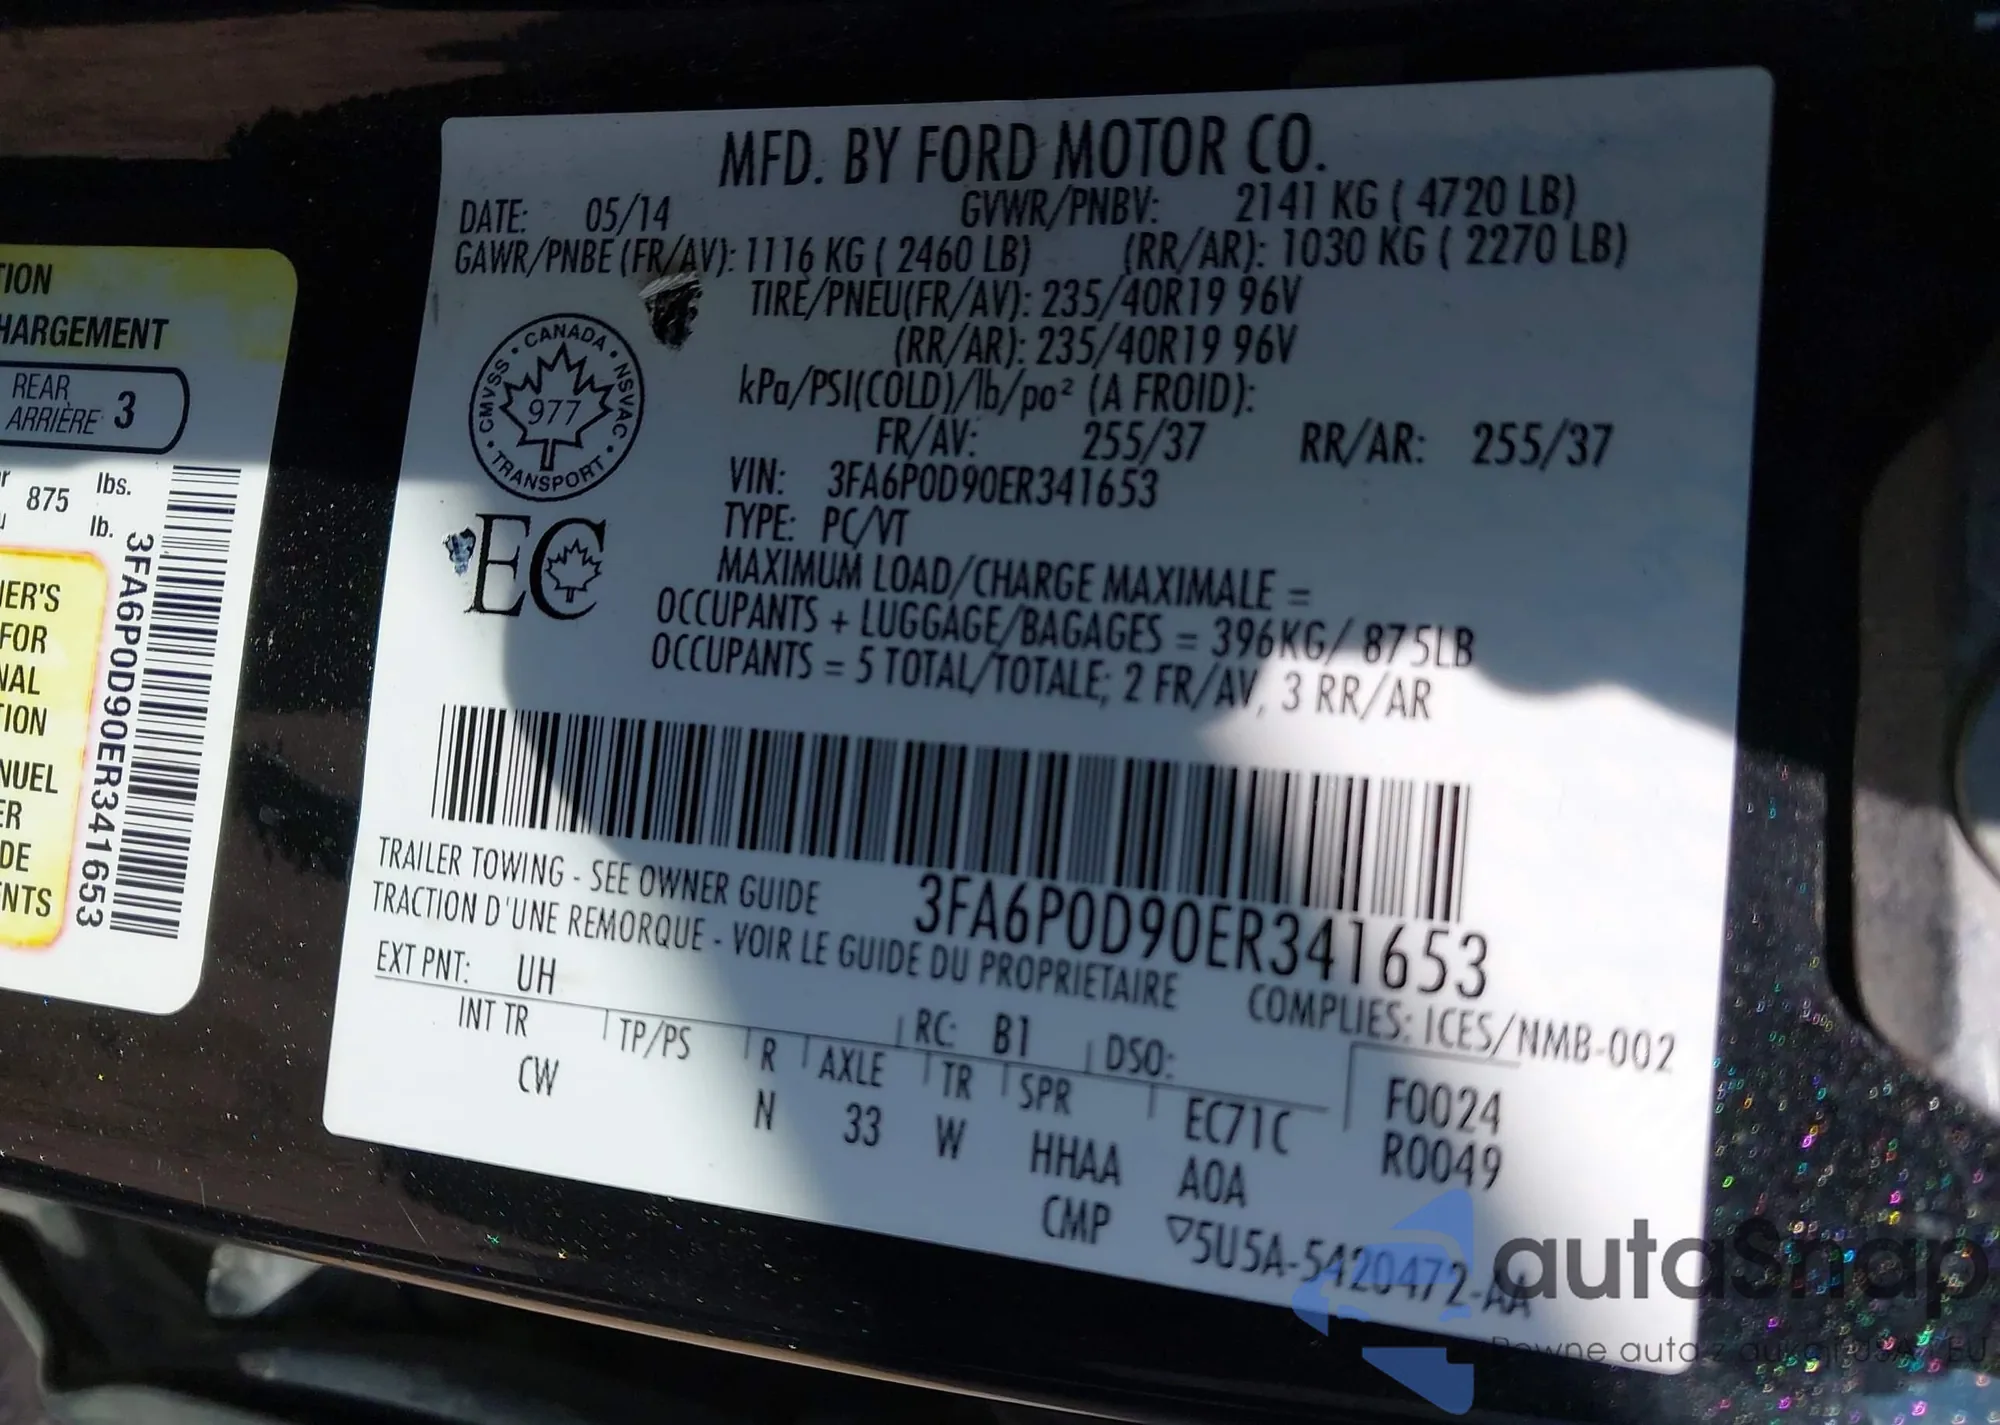 TION
HARGEMENT
REAR
ARRIÈRE 3
875 lbs.
lb.
3FA6P0D90ER341653
NER'S
FOR
NAL
TION
NUEL
ER
DE
ENTS
MFD. BY FORD MOTOR CO.
DATE: 05/14 GVWR/PNBV: 2141 KG ( 4720 LB)
GAWR/PNBE (FR/AV): 1116 KG ( 2460 LB) (RR/AR): 1030 KG ( 2270 LB)
TIRE/PNEU(FR/AV): 235/40R19 96V
(RR/AR): 235/40R19 96V
kPa/PSI(COLD)/lb/po² (A FROID):
FR/AV: 255/37 RR/AR: 255/37
VIN: 3FA6P0D90ER341653
TYPE: PC/VT
MAXIMUM LOAD/CHARGE MAXIMALE =
OCCUPANTS + LUGGAGE/BAGAGES = 396KG/ 875LB
OCCUPANTS = 5 TOTAL/TOTALE; 2 FR/AV, 3 RR/AR
• CANADA • NSVAC • TRANSPORT • CMVSS
977
EC
TRAILER TOWING - SEE OWNER GUIDE
3FA6P0D90ER341653
TRACTION D'UNE REMORQUE - VOIR LE GUIDE DU PROPRIETAIRE
COMPLIES: ICES/NMB-002
EXT PNT: UH RC: B1 DSO:
INT TR TP/PS R AXLE TR SPR EC71C F0024
CW N 33 W HHAA A0A R0049
CMP ▽5U5A-5420472-AA
autoSnap